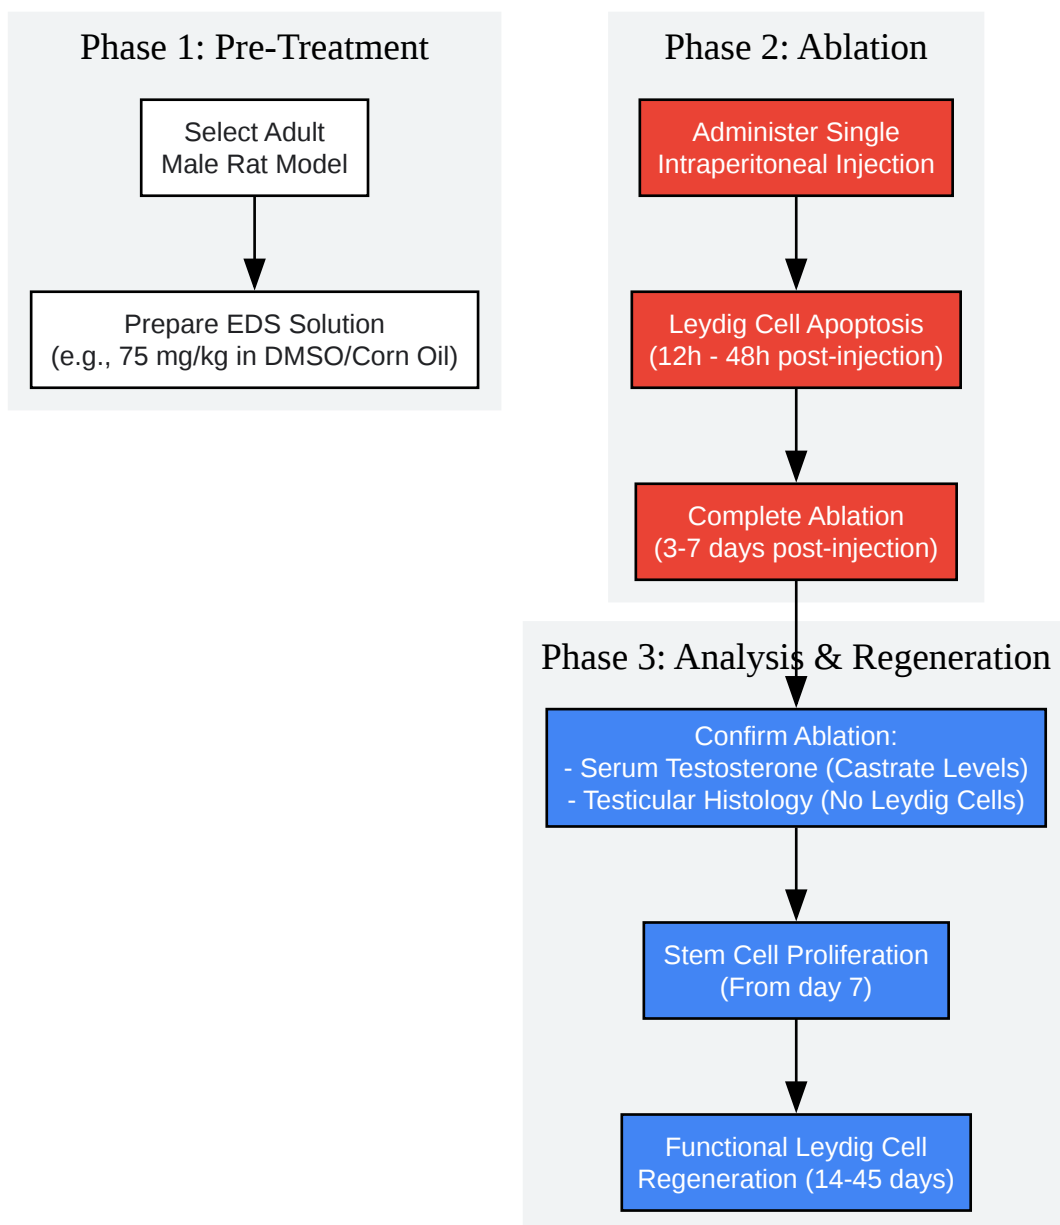 Phase 1: Pre-Treatment
Select Adult
Male Rat Model
Prepare EDS Solution
(e.g., 75 mg/kg in DMSO/Corn Oil)
Phase 2: Ablation
Administer Single
Intraperitoneal Injection
Leydig Cell Apoptosis
(12h - 48h post-injection)
Complete Ablation
(3-7 days post-injection)
Phase 3: Analysis & Regeneration
Confirm Ablation:
- Serum Testosterone (Castrate Levels)
- Testicular Histology (No Leydig Cells)
Stem Cell Proliferation
(From day 7)
Functional Leydig Cell
Regeneration (14-45 days)